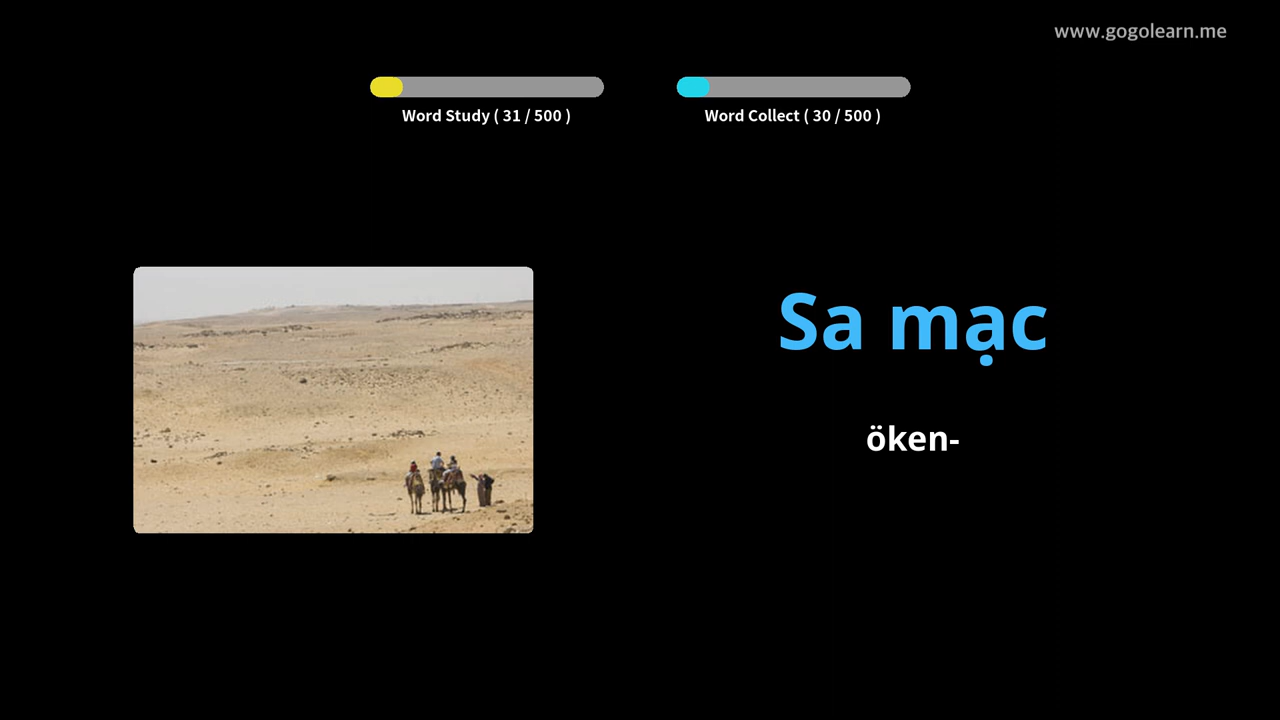 www.gogolearn.me
Word Study ( 31 / 500 )
Word Collect ( 30 / 500 )
Sa mạc
öken-